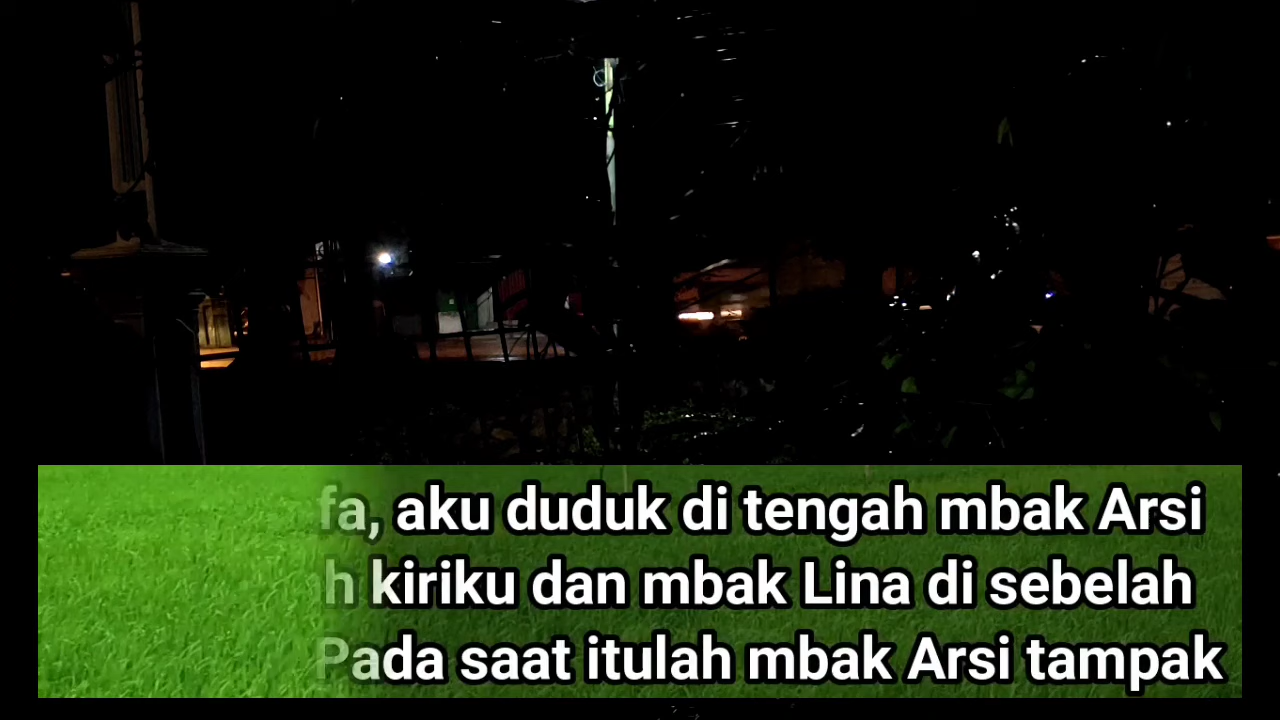 fa, aku duduk di tengah mbak Arsi
h kiriku dan mbak Lina di sebelah
Pada saat itulah mbak Arsi tampak